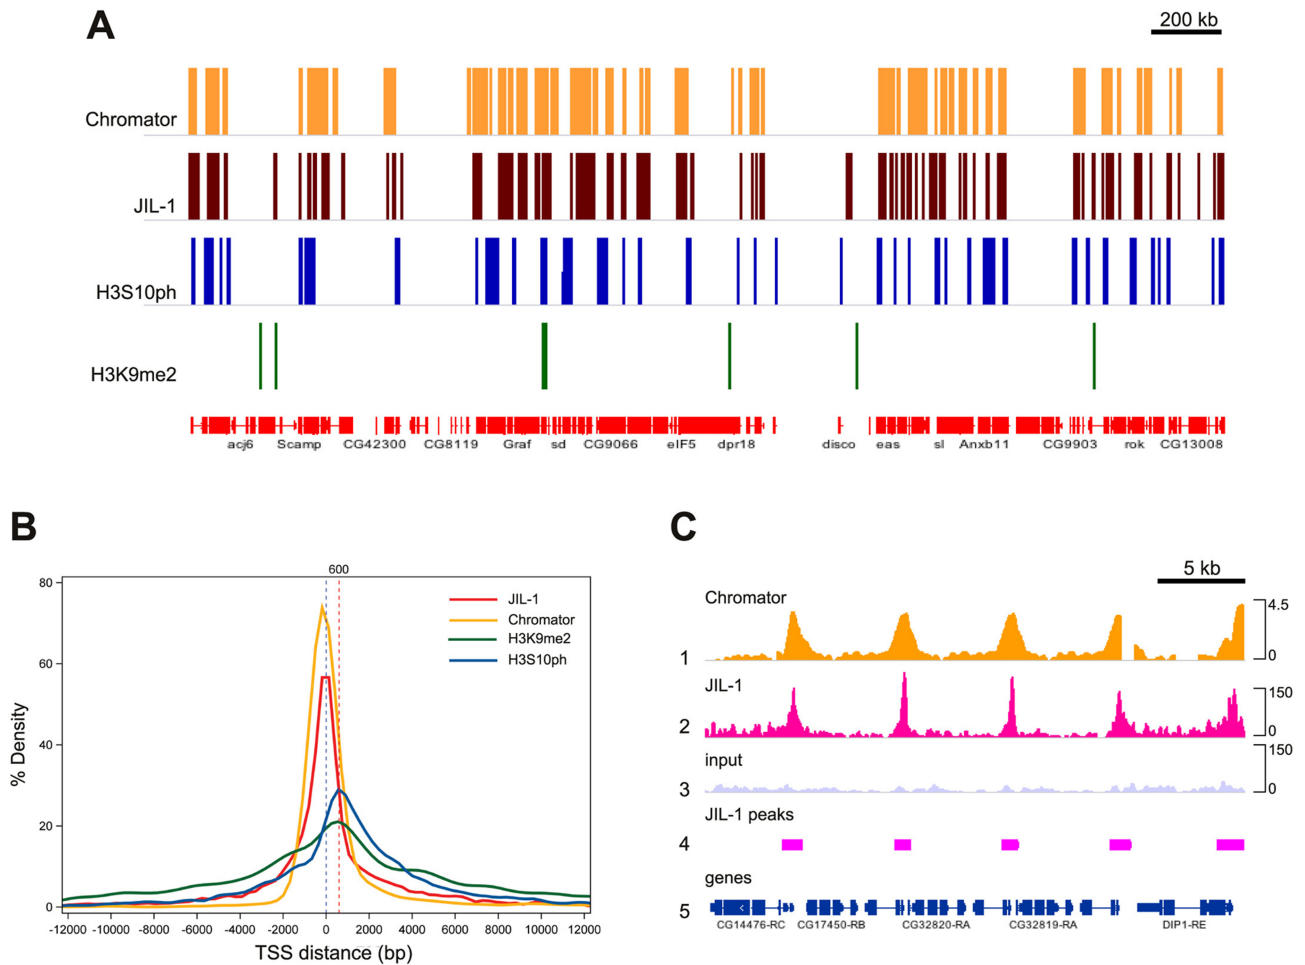 A
200 kb
Chromator
JIL-1
H3S10ph
H3K9me2
acj6 Scamp CG42300 CG8119 Graf sd CG9066 eIF5 dpr18 disco eas sl Anxb11 CG9903 rok CG13008
B
600
80
60
40
20
0
% Density
JIL-1
Chromator
H3K9me2
H3S10ph
-12000 -10000 -8000 -6000 -4000 -2000 0 2000 4000 6000 8000 10000 12000
TSS distance (bp)
C
5 kb
Chromator
4.5
1
0
JIL-1
150
2
0
input
150
3
0
JIL-1 peaks
4
genes
5
CG14476-RC CG17450-RB CG32820-RA CG32819-RA DIP1-RE